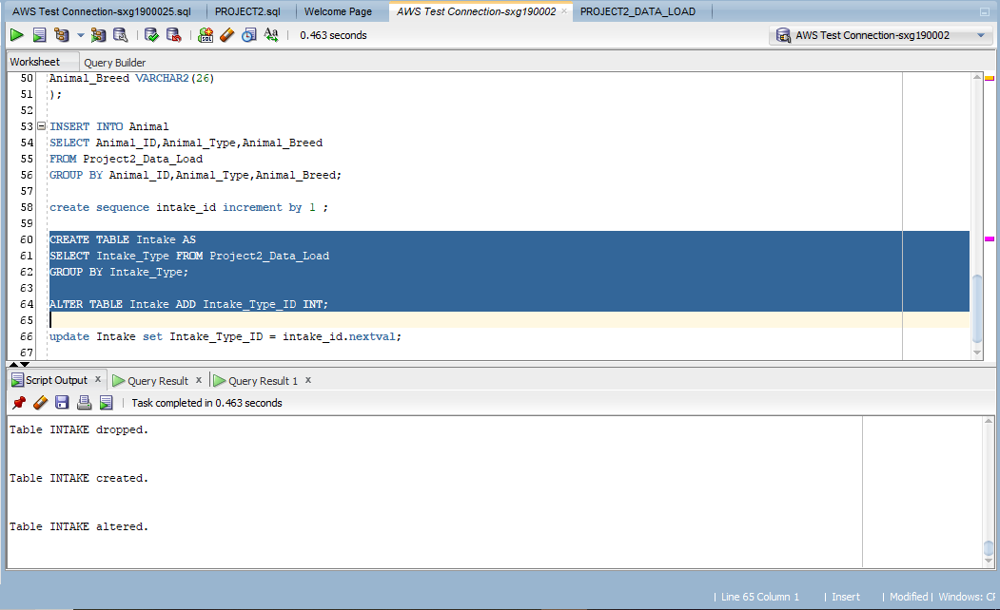 AWS Test Connection-sxg1900025.sql PROJECT2.sql Welcome Page AWS Test Connection-sxg190002 × PROJECT2_DATA_LOAD
0.463 seconds AWS Test Connection-sxg190002
Worksheet Query Builder
50 Animal_Breed VARCHAR2(26)
51 );
52
53 INSERT INTO Animal
54 SELECT Animal_ID,Animal_Type,Animal_Breed
55 FROM Project2_Data_Load
56 GROUP BY Animal_ID,Animal_Type,Animal_Breed;
57
58 create sequence intake_id increment by 1 ;
59
60 CREATE TABLE Intake AS
61 SELECT Intake_Type FROM Project2_Data_Load
62 GROUP BY Intake_Type;
63
64 ALTER TABLE Intake ADD Intake_Type_ID INT;
65
66 update Intake set Intake_Type_ID = intake_id.nextval;
67
Script Output x Query Result x Query Result 1 x
Task completed in 0.463 seconds
Table INTAKE dropped.
Table INTAKE created.
Table INTAKE altered.
| Line 65 Column 1 | Insert | Modified | Windows: CF